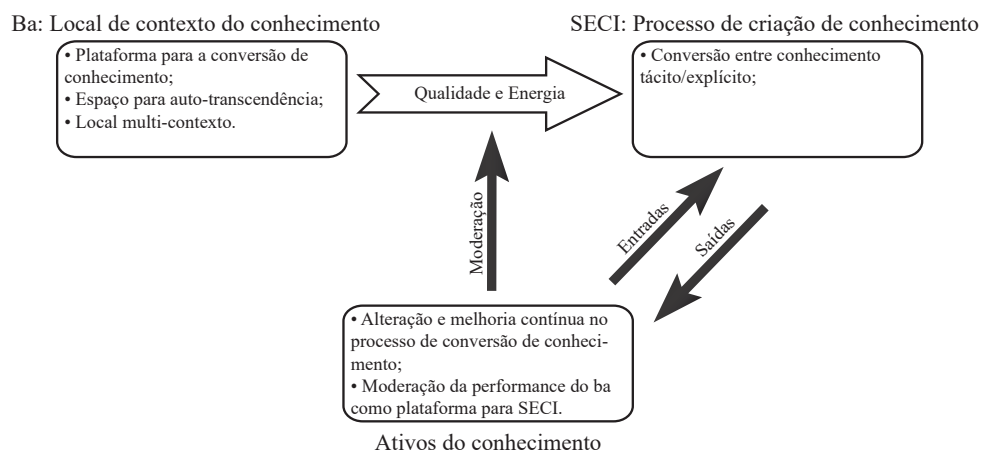 Ba: Local de contexto do conhecimento
• Plataforma para a conversão de
conhecimento;
• Espaço para auto-transcendência;
• Local multi-contexto.
Qualidade e Energia
SECI: Processo de criação de conhecimento
• Conversão entre conhecimento
tácito/explícito;
Moderação
Entradas
Saídas
• Alteração e melhoria contínua no
processo de conversão de conheci-
mento;
• Moderação da performance do ba
como plataforma para SECI.
Ativos do conhecimento